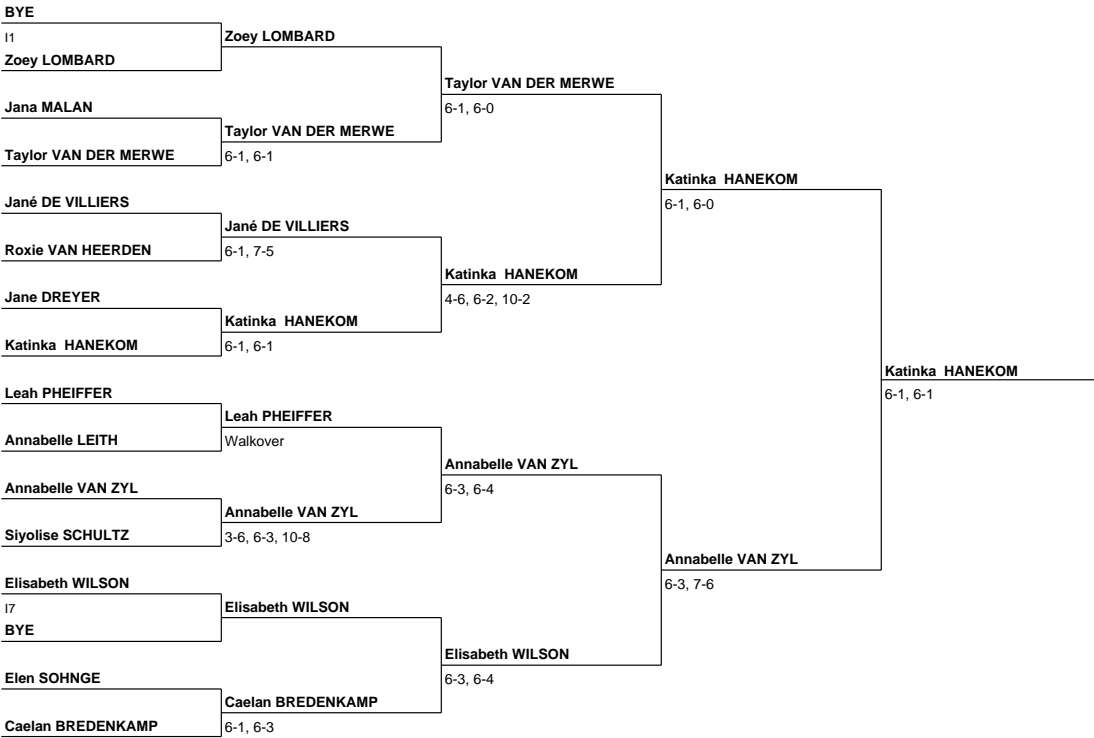 BYE
I1
Zoey LOMBARD
Jana MALAN
Taylor VAN DER MERWE
Jané DE VILLIERS
Roxie VAN HEERDEN
Jane DREYER
Katinka HANEKOM
Leah PHEIFFER
Annabelle LEITH
Annabelle VAN ZYL
Siyolise SCHULTZ
Elisabeth WILSON
I7
BYE
Elen SOHNGE
Caelan BREDENKAMP
Zoey LOMBARD
Taylor VAN DER MERWE
6-1, 6-1
Jané DE VILLIERS
6-1, 7-5
Katinka HANEKOM
6-1, 6-1
Leah PHEIFFER
Walkover
Annabelle VAN ZYL
3-6, 6-3, 10-8
Elisabeth WILSON
Caelan BREDENKAMP
6-1, 6-3
Taylor VAN DER MERWE
6-1, 6-0
Katinka HANEKOM
4-6, 6-2, 10-2
Annabelle VAN ZYL
6-3, 6-4
Elisabeth WILSON
6-3, 6-4
Katinka HANEKOM
6-1, 6-0
Annabelle VAN ZYL
6-3, 7-6
Katinka HANEKOM
6-1, 6-1